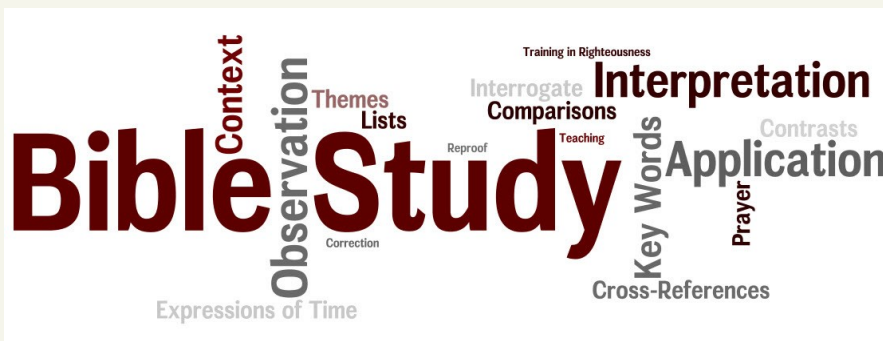 Context
Observation
Themes
Lists
Training in Righteousness
Interrogate
Interpretation
Comparisons
Bible Study
Reproof
Teaching
Key Words
Contrasts
Application
Prayer
Correction
Cross-References
Expressions of Time